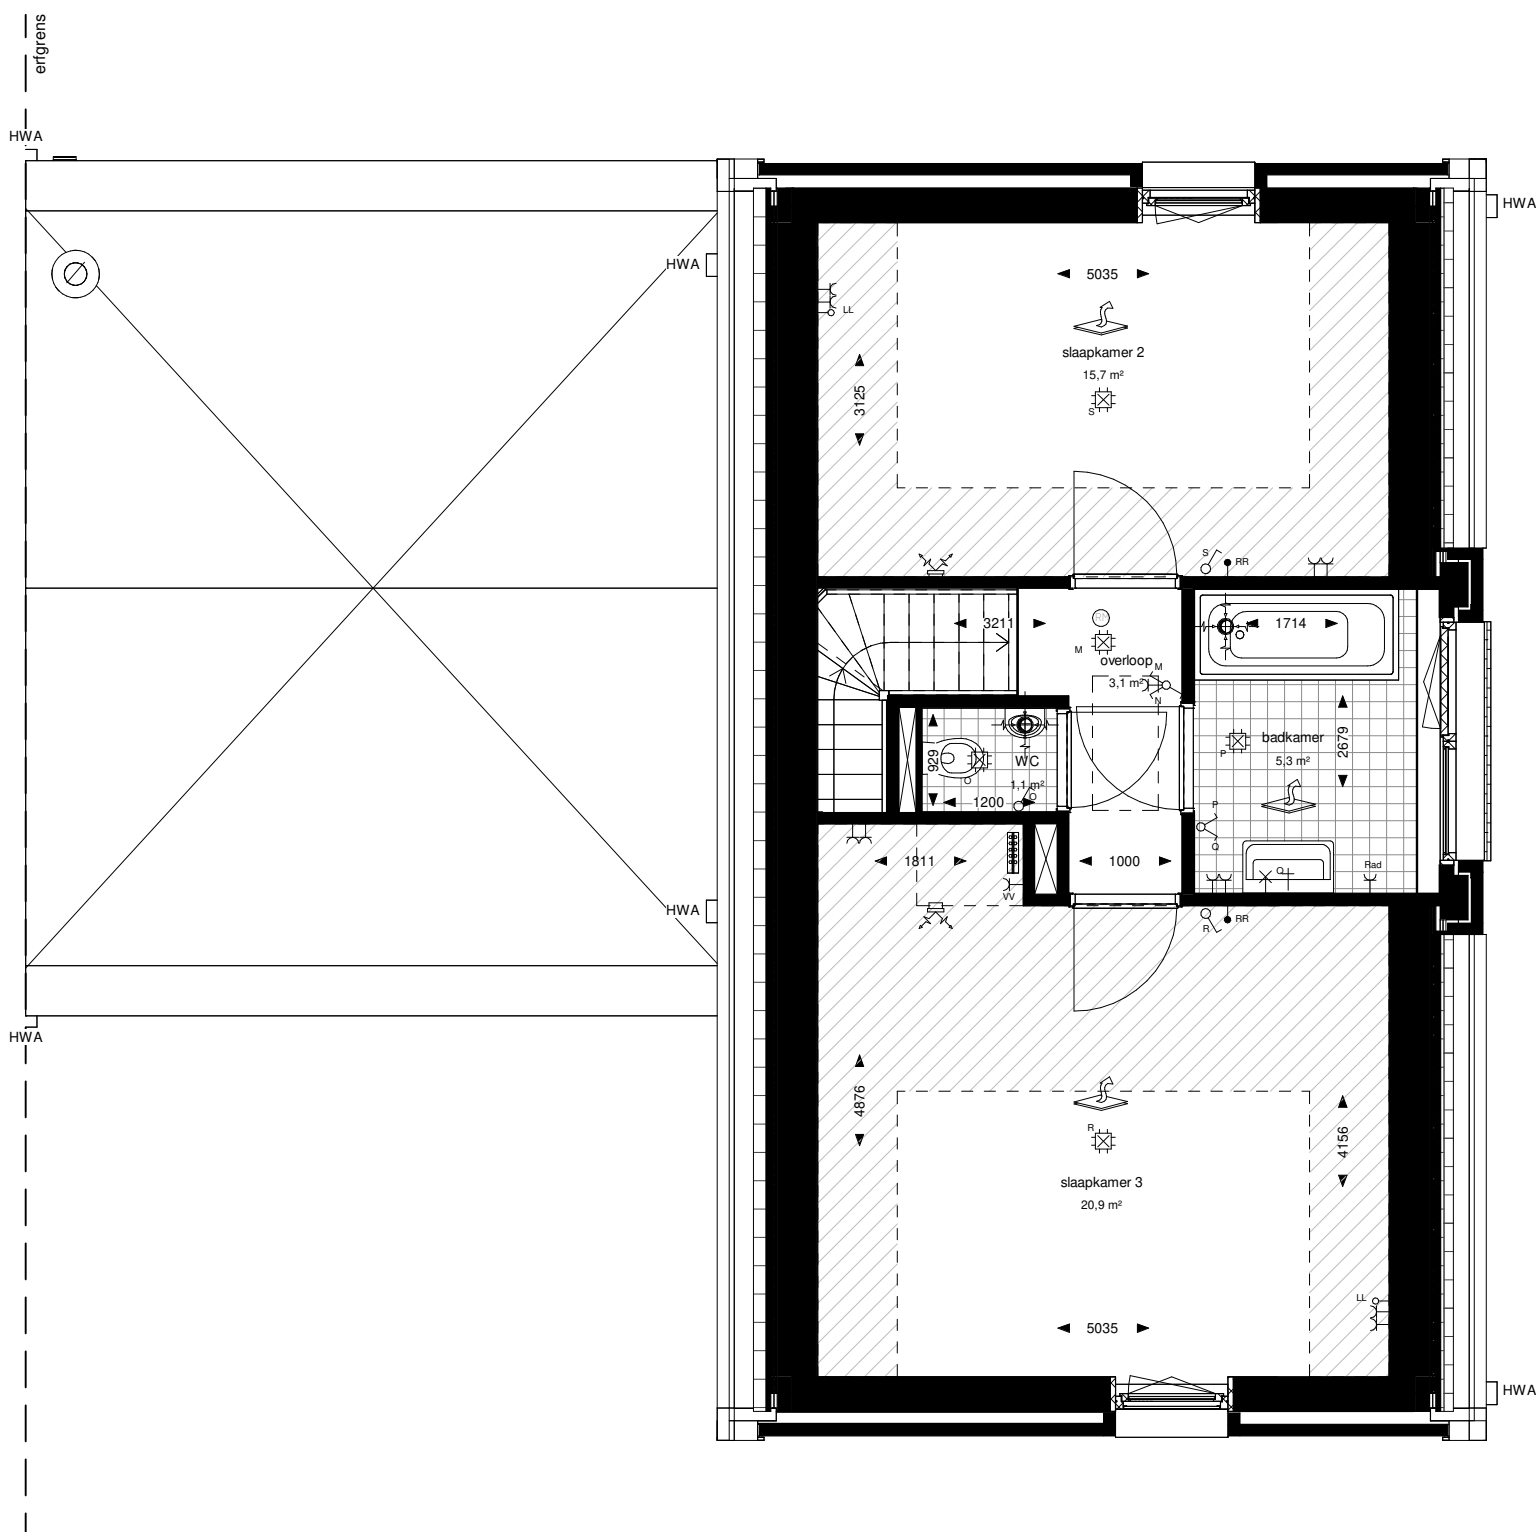 erfgrens
HWA
HWA
HWA
5035
LL
slaapkamer 2
15,7 m²
S
3125
S
RR
3211
RM
M
overloop
3,1 m²
M
N
1714
929
WC
1,1 m²
O
O
1200
badkamer
5,3 m²
P
2679
P
Q
Q
Rad
1811
VV
1000
HWA
R
RR
HWA
4876
R
slaapkamer 3
20,9 m²
4156
LL
5035
HWA